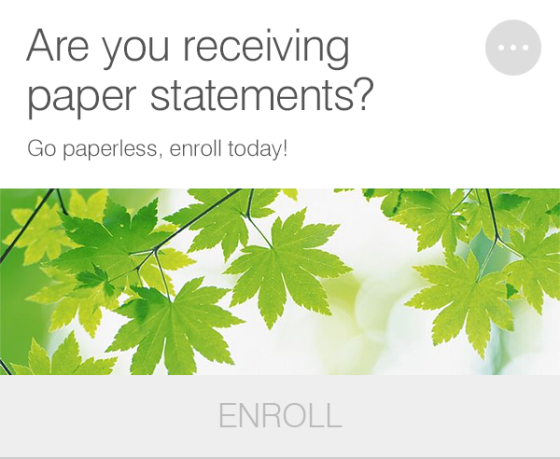 Are you receiving
paper statements?
Go paperless, enroll today!
ENROLL